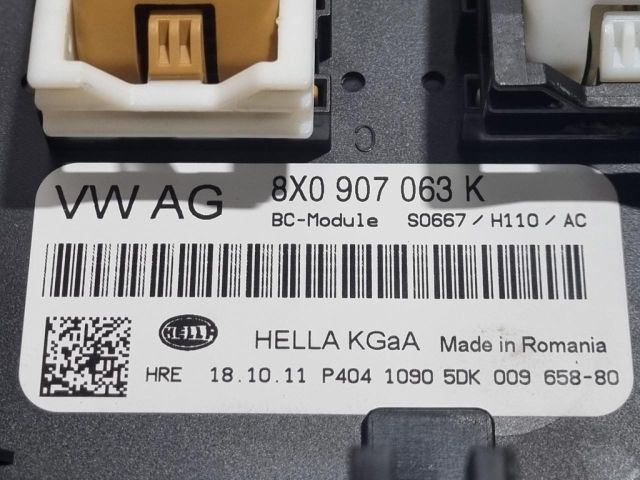 C
VW AG 8X0 907 063 K
BC-Module S0667 / H110 / AC
HELLA HELLA KGaA Made in Romania
HRE 18.10.11 P404 1090 5DK 009 658-80